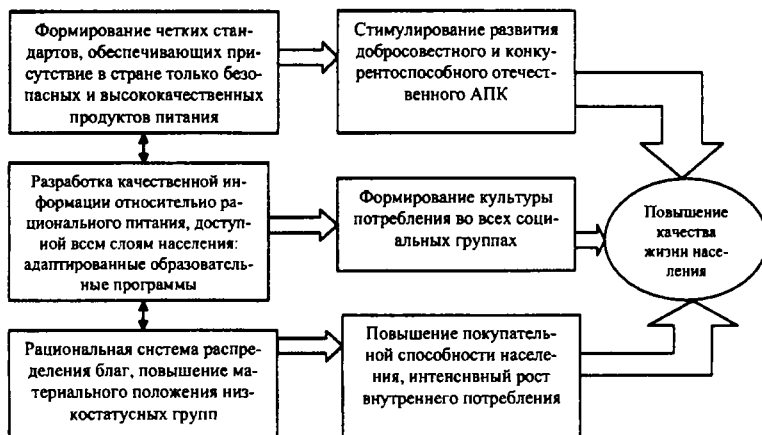 Формирование четких стан-
дартов, обеспечивающих при-
сутствие в стране только безо-
пасных и высококачественных
продуктов питания
Стимулирование развития
добросовестного и конку-
рентоспособного отечест-
венного АПК
Разработка качественной ин-
формации относительно ра-
ционального питания, доступ-
ной всем слоям населения:
адаптированные образователь-
ные программы
Формирование культуры
потребления во всех соци-
альных группах
Повышение
качества
жизни насе-
ления
Рациональная система распре-
деления благ, повышение ма-
териального положения низ-
костатусных групп
Повышение покупатель-
ной способности населе-
ния, интенсивный рост
внутреннего потребления